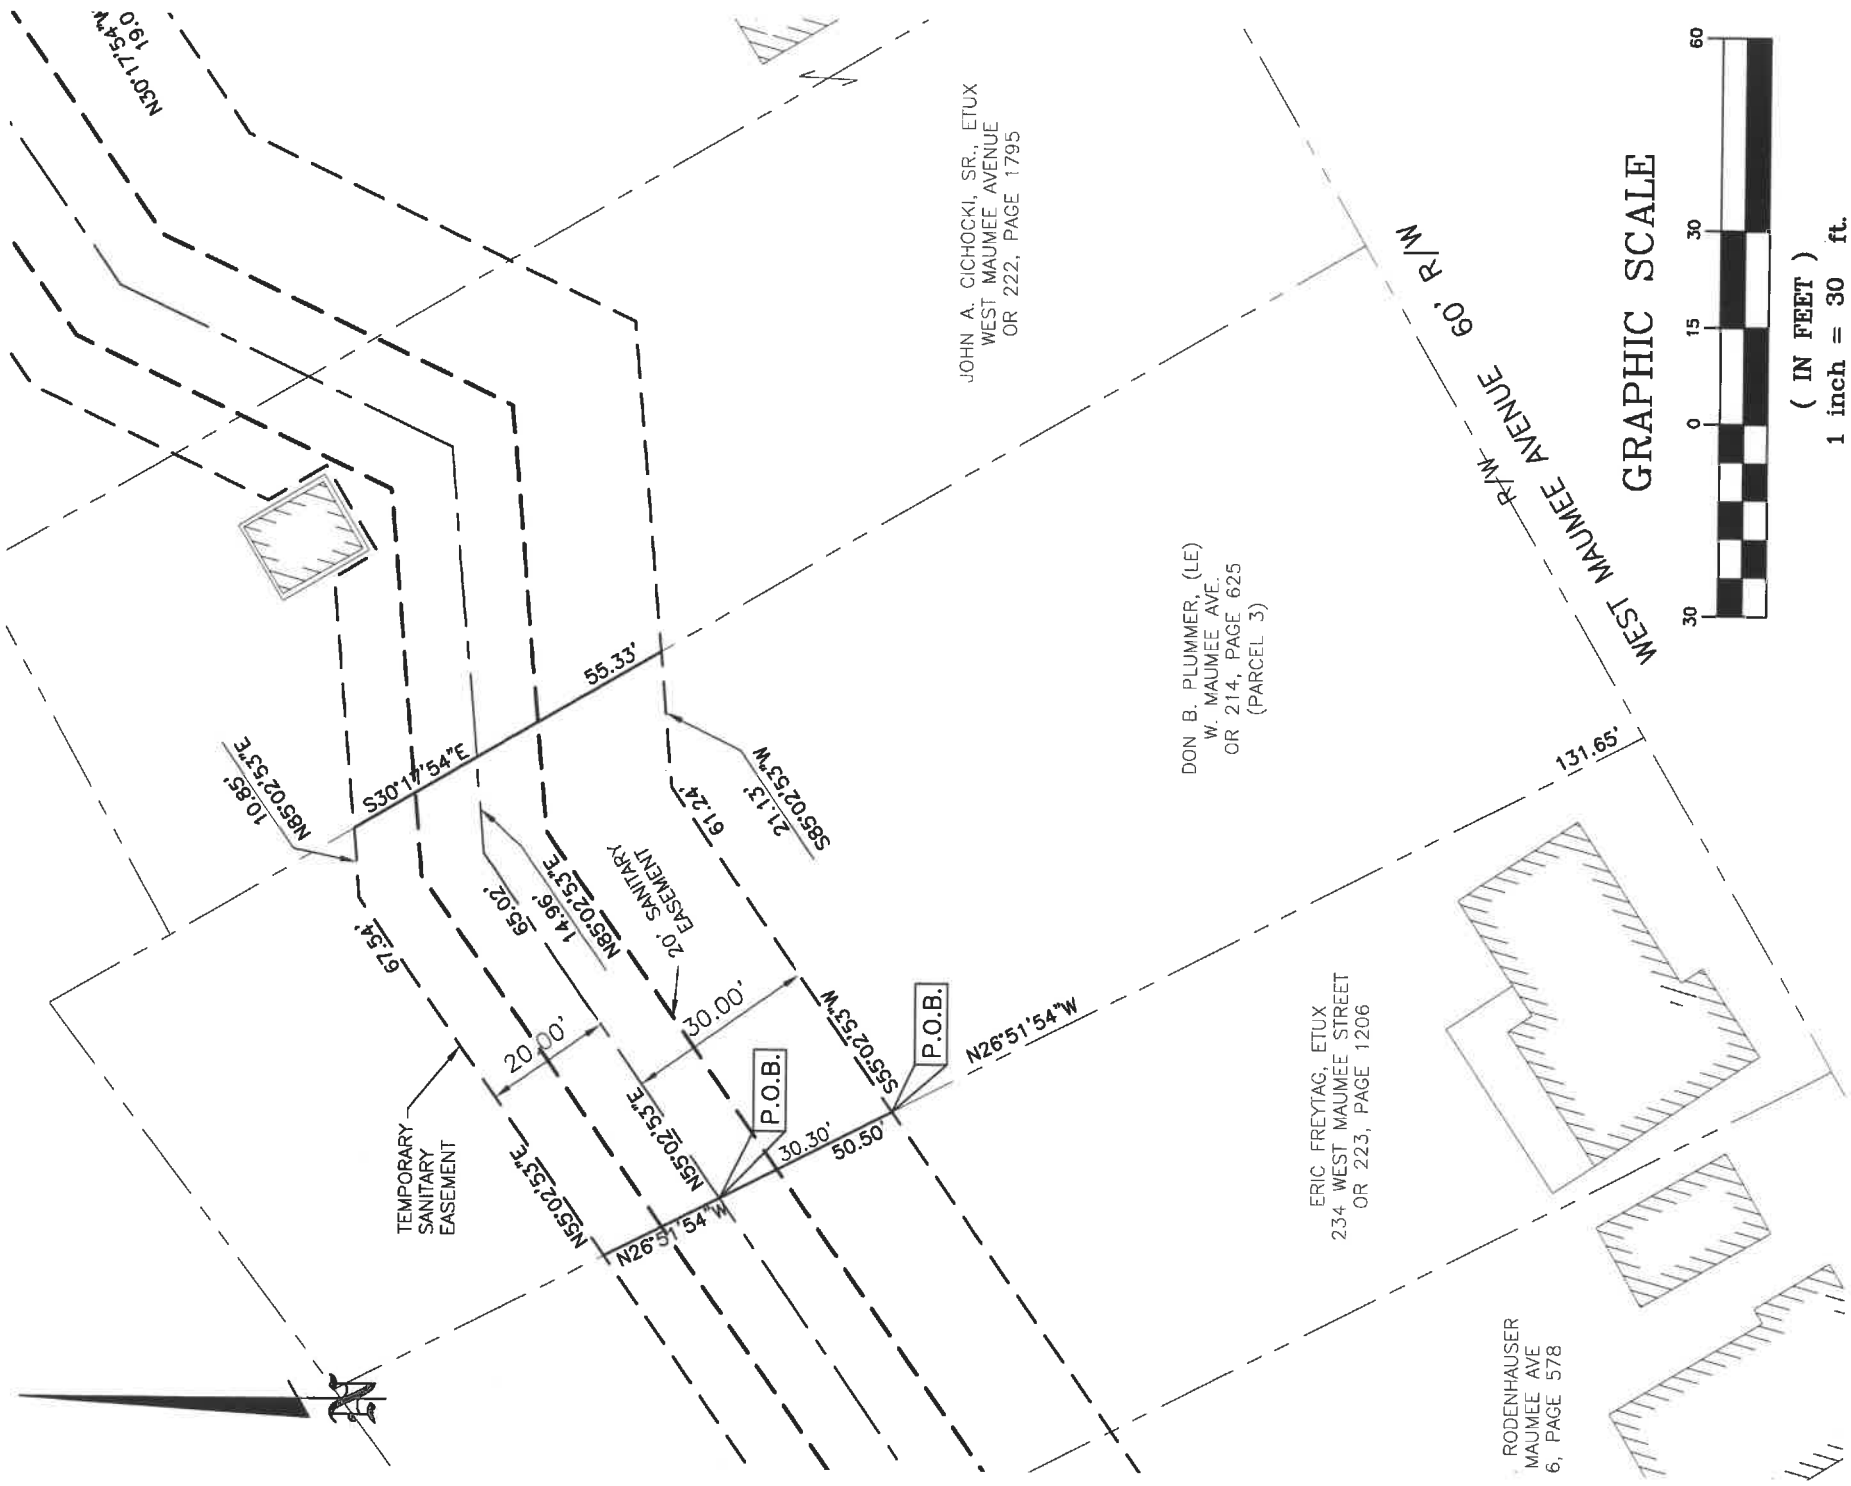 N30°17'54"W
19.0
JOHN A. CICHOCKI, SR., ETUX
WEST MAUMEE AVENUE
OR 222, PAGE 1795
60
30
15
0
30
GRAPHIC SCALE
( IN FEET )
1 inch = 30 ft.
WEST MAUMEE AVENUE 60' R/W
R/W
DON B. PLUMMER, (LE)
W. MAUMEE AVE.
OR 214, PAGE 625
(PARCEL 3)
131.65'
55.33'
S30°17'54"E
10.85'
N85°02'53"E
67.54'
65.02'
14.96'
N85°02'53"E
20' SANITARY
EASEMENT
61.24'
21.13'
S85°02'53"W
20.00'
30.00'
TEMPORARY
SANITARY
EASEMENT
N55°02'53"E
N55°02'53"E
S55°02'53"W
P.O.B.
P.O.B.
N26°51'54"W
30.30'
50.50'
N26°51'54"W
ERIC FREYTAG, ETUX
234 WEST MAUMEE STREET
OR 223, PAGE 1206
RODENHAUSER
MAUMEE AVE
6, PAGE 578